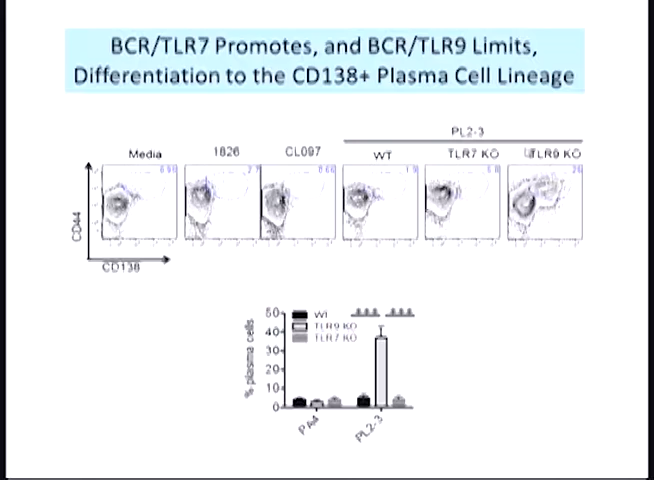 BCR/TLR7 Promotes, and BCR/TLR9 Limits,
Differentiation to the CD138+ Plasma Cell Lineage
PL2-3
Media 1826 CL097 WT TLR7 KO TLR9 KO
CD44
CD138
50
40
30
20
10
0
% plasma cells
WT
TLR9 KO
TLR7 KO
PA4 PL2-3